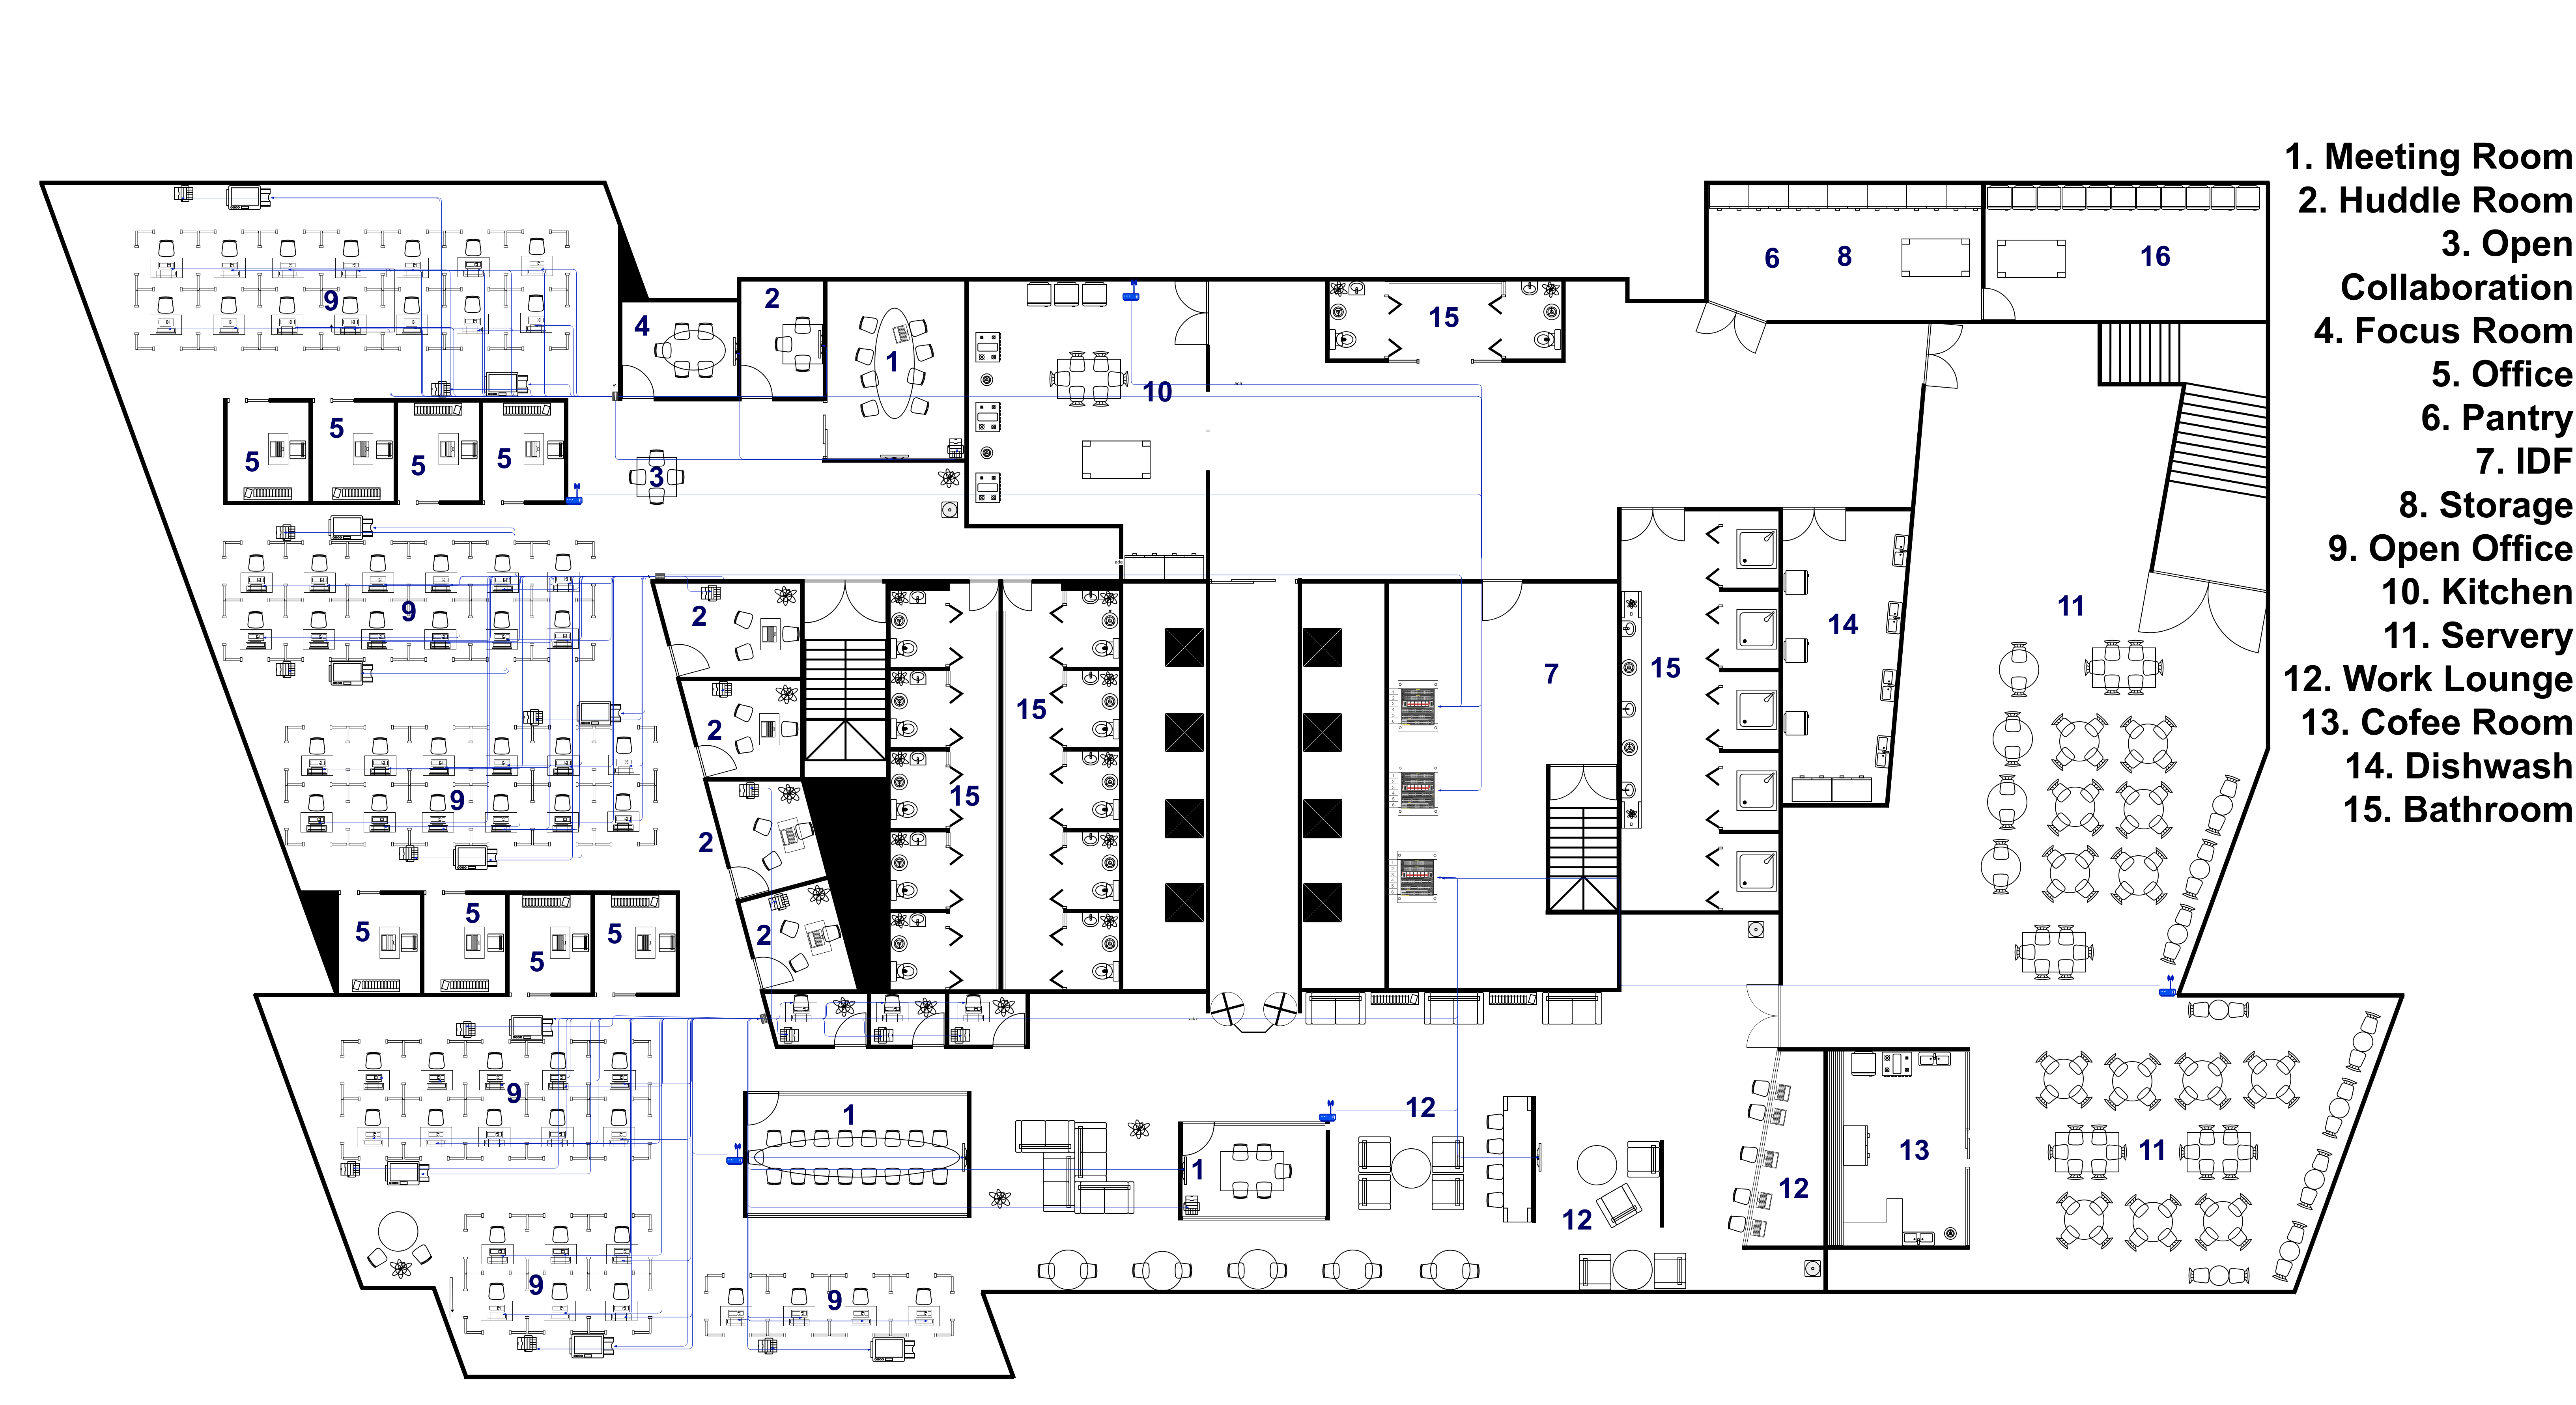 1. Meeting Room
2. Huddle Room
3. Open
Collaboration
4. Focus Room
5. Office
6. Pantry
7. IDF
8. Storage
9. Open Office
10. Kitchen
11. Servery
12. Work Lounge
13. Cofee Room
14. Dishwash
15. Bathroom
6 8 16
9
4 2 1 15
10
5 5 5 5
3
9
2 7 14 11
15
2 15
9 15
2
5 5 5 5
2
9
1 12
1 13 11
12
12
9 9